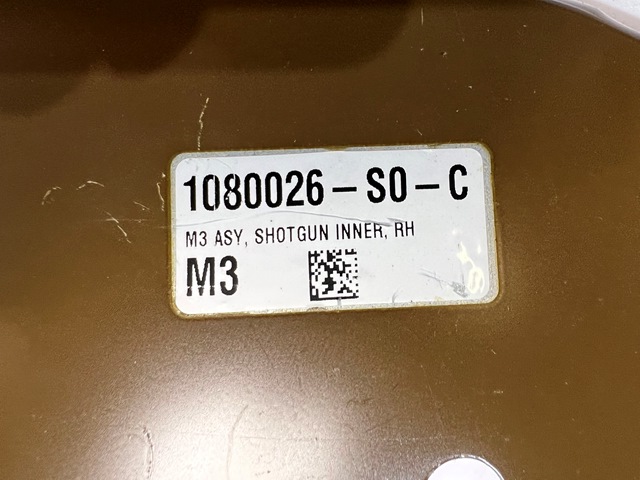 1080026-S0-C
M3 ASY, SHOTGUN INNER, RH
M3